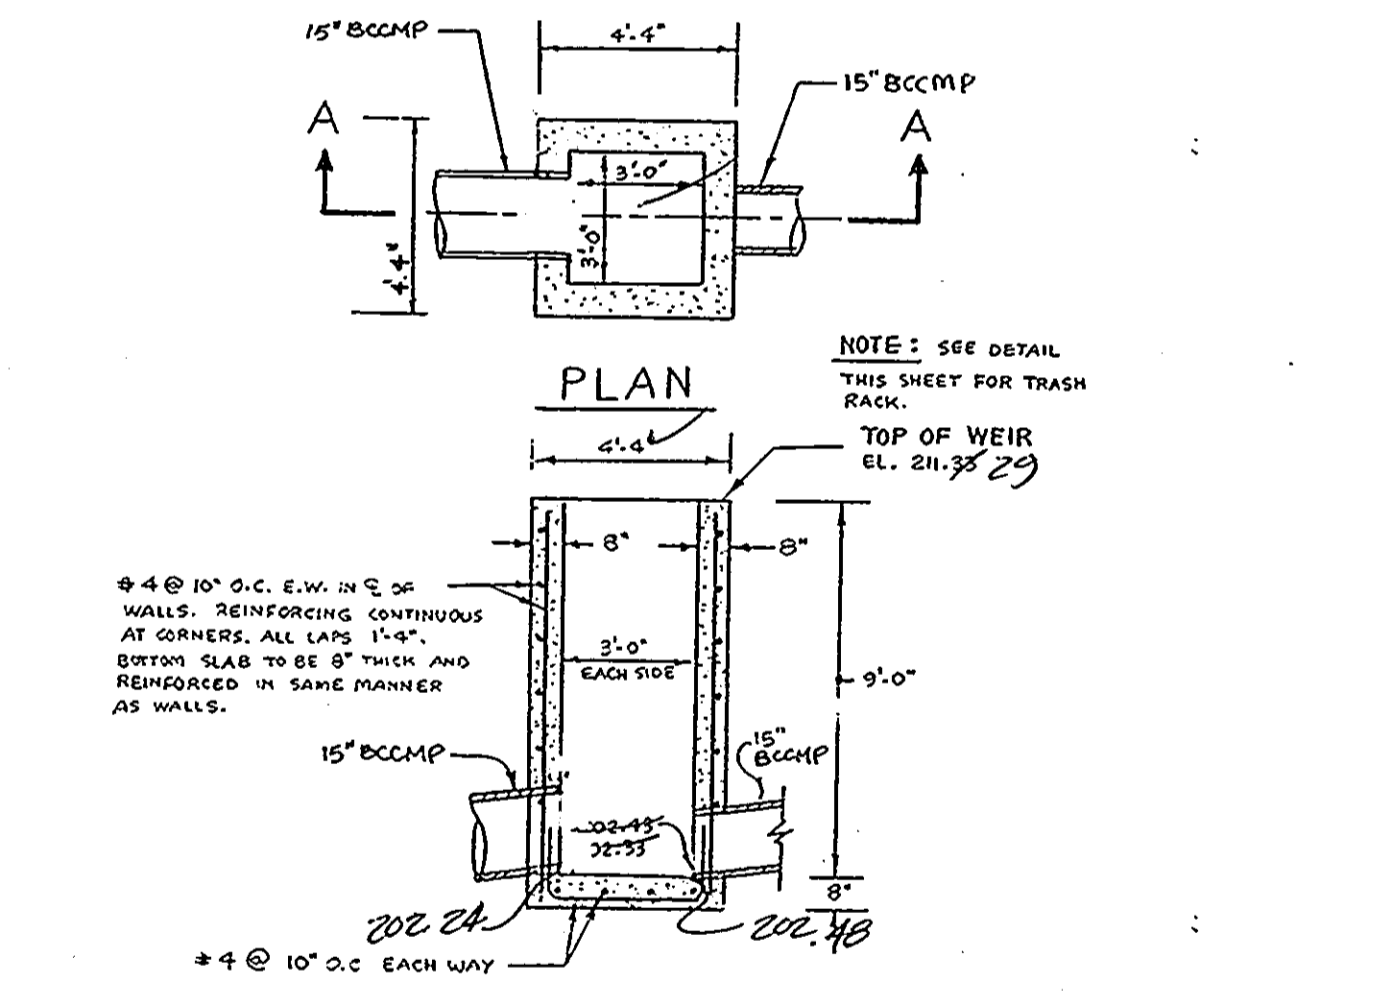 15" BCCMP
4'-4"
15" BCCMP
A
A
3'-0"
3'-0"
4'-4"
NOTE: SEE DETAIL
THIS SHEET FOR TRASH
RACK.
PLAN
4'-4"
TOP OF WEIR
EL. 211.33 29
8"
8"
#4 @ 10" O.C. E.W. IN ℄ OF
WALLS. REINFORCING CONTINUOUS
AT CORNERS. ALL LAPS 1'-4".
BOTTOM SLAB TO BE 8" THICK AND
REINFORCED IN SAME MANNER
AS WALLS.
3'-0"
EACH SIDE
9'-0"
15" BCCMP
15"
BCCMP
202.24
202.48
8"
#4 @ 10" O.C EACH WAY